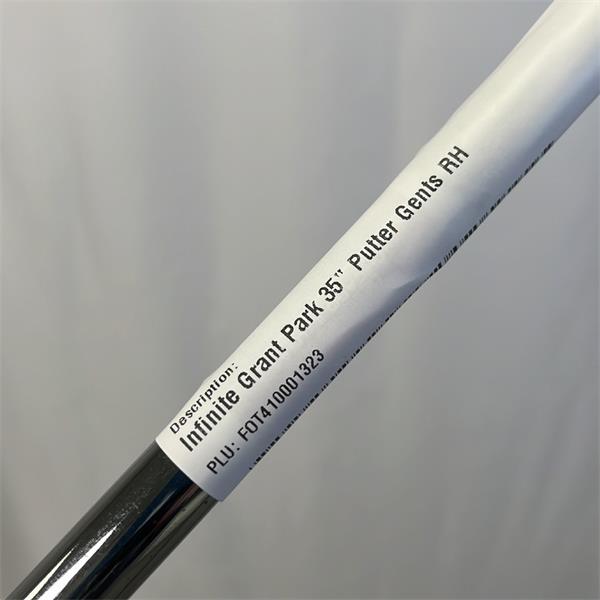 Description:
Infinite Grant Park 35" Putter Gents RH
PLU: FOT410001323